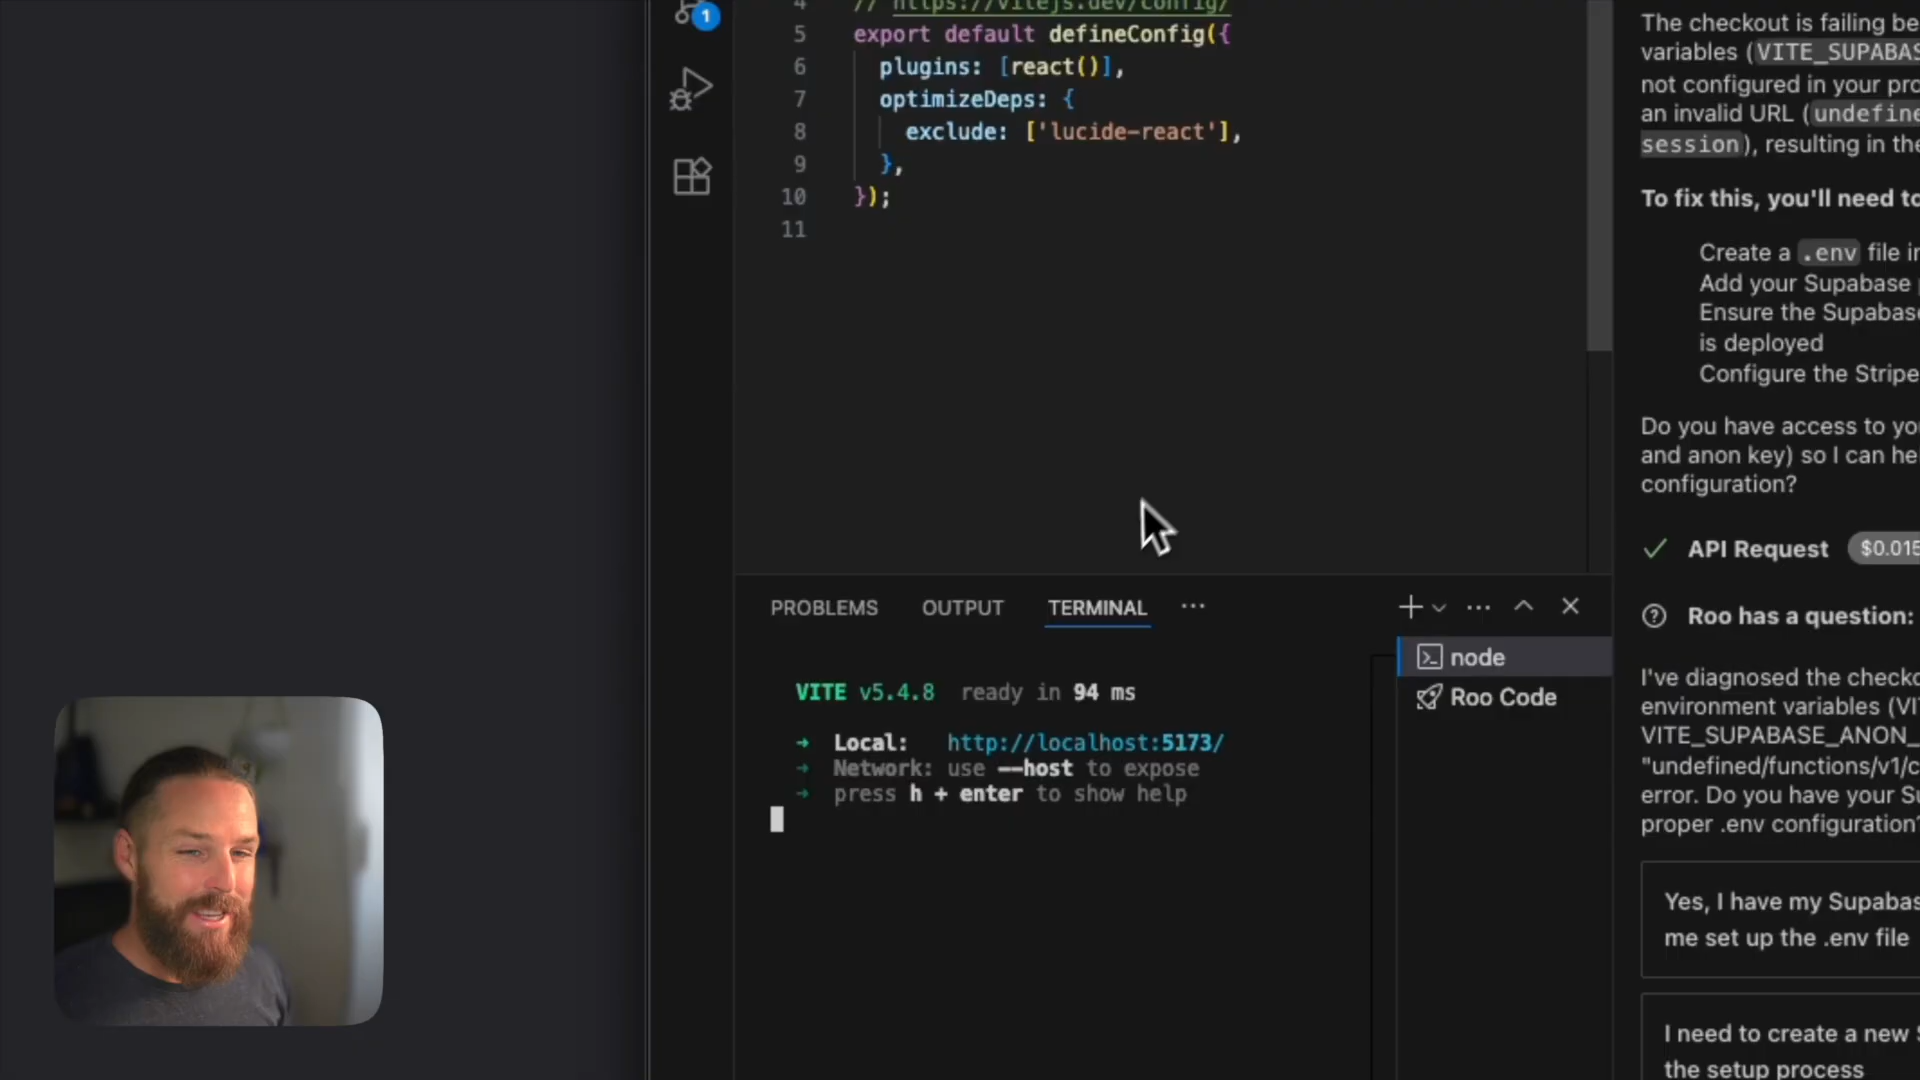 1
4
// https://vitejs.dev/config/
5
export default defineConfig({
6
plugins: [react()],
7
optimizeDeps: {
8
exclude: ['lucide-react'],
9
},
10
});
11
PROBLEMS OUTPUT TERMINAL ···
VITE v5.4.8 ready in 94 ms
➜ Local: http://localhost:5173/
➜ Network: use --host to expose
➜ press h + enter to show help
node
Roo Code
The checkout is failing be
variables (VITE_SUPABAS
not configured in your pro
an invalid URL (undefine
session), resulting in the
To fix this, you'll need to
Create a .env file in
Add your Supabase
Ensure the Supabase
is deployed
Configure the Stripe
Do you have access to yo
and anon key) so I can he
configuration?
API Request $0.015
Roo has a question:
I've diagnosed the checko
environment variables (VI
VITE_SUPABASE_ANON_
"undefined/functions/v1/c
error. Do you have your Su
proper .env configuration?
Yes, I have my Supabas
me set up the .env file
I need to create a new
the setup process